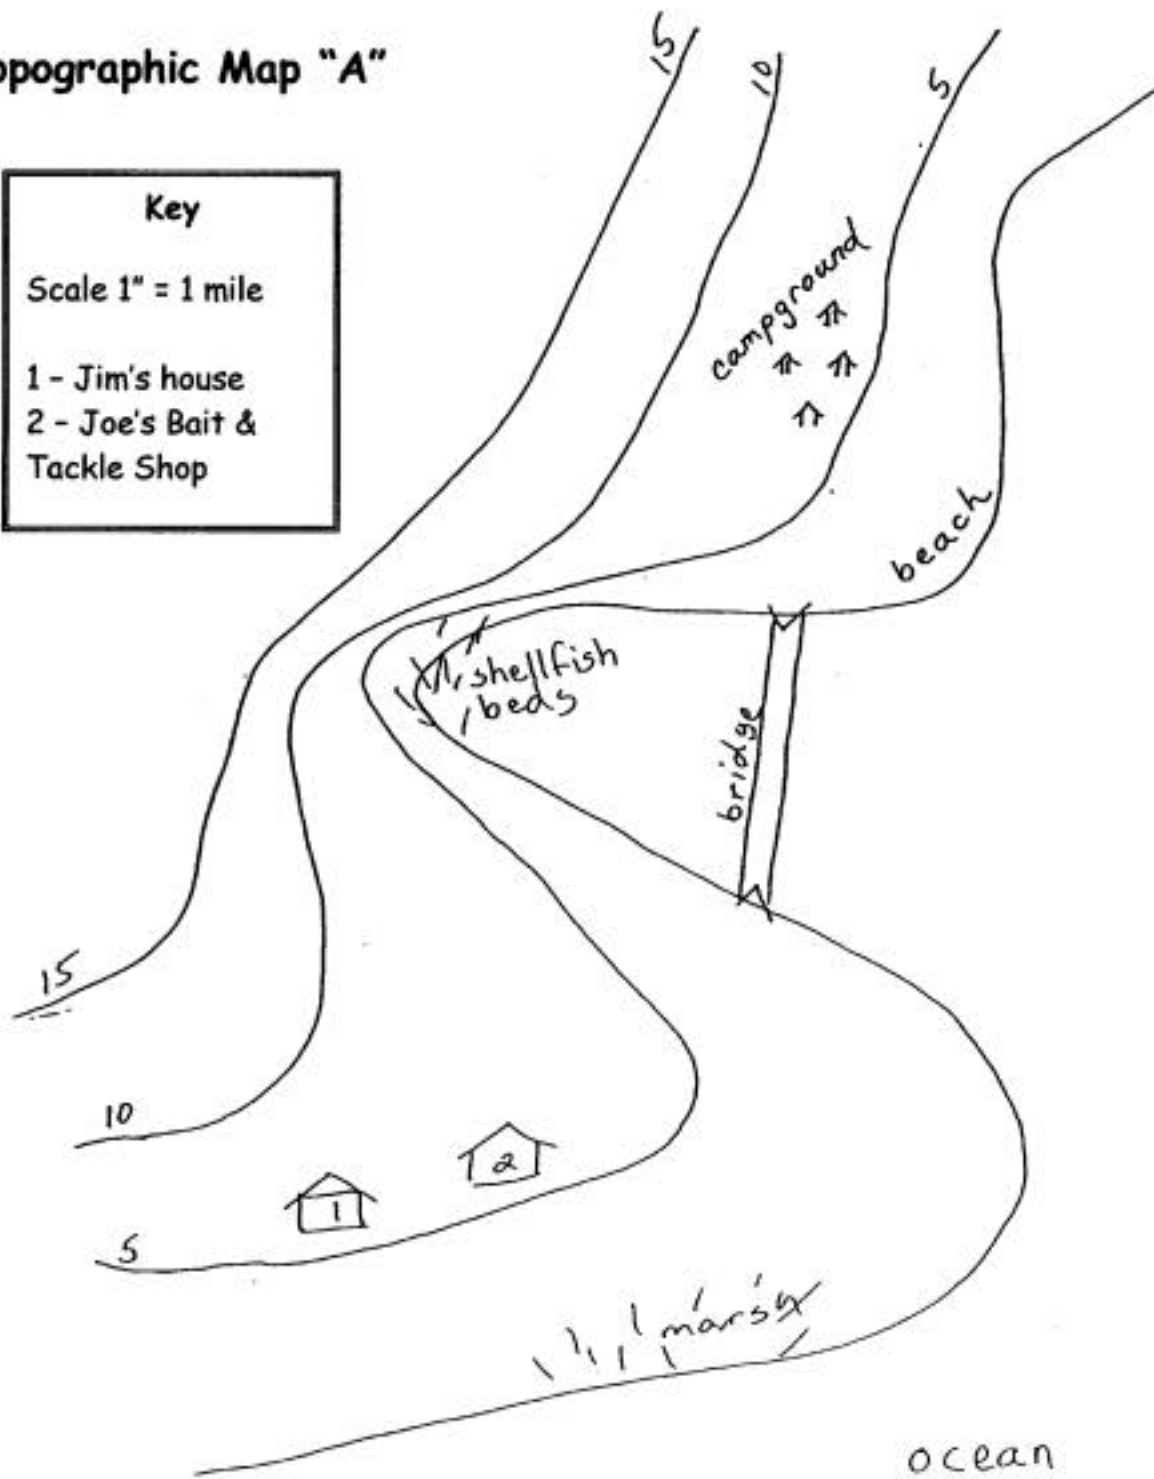 opographic Map “A”
Key
Scale 1” = 1 mile
1 - Jim's house
2 - Joe's Bait &
Tackle Shop
15
10
5
campground
beach
shellfish
beds
bridge
15
10
2
1
5
marsh
ocean